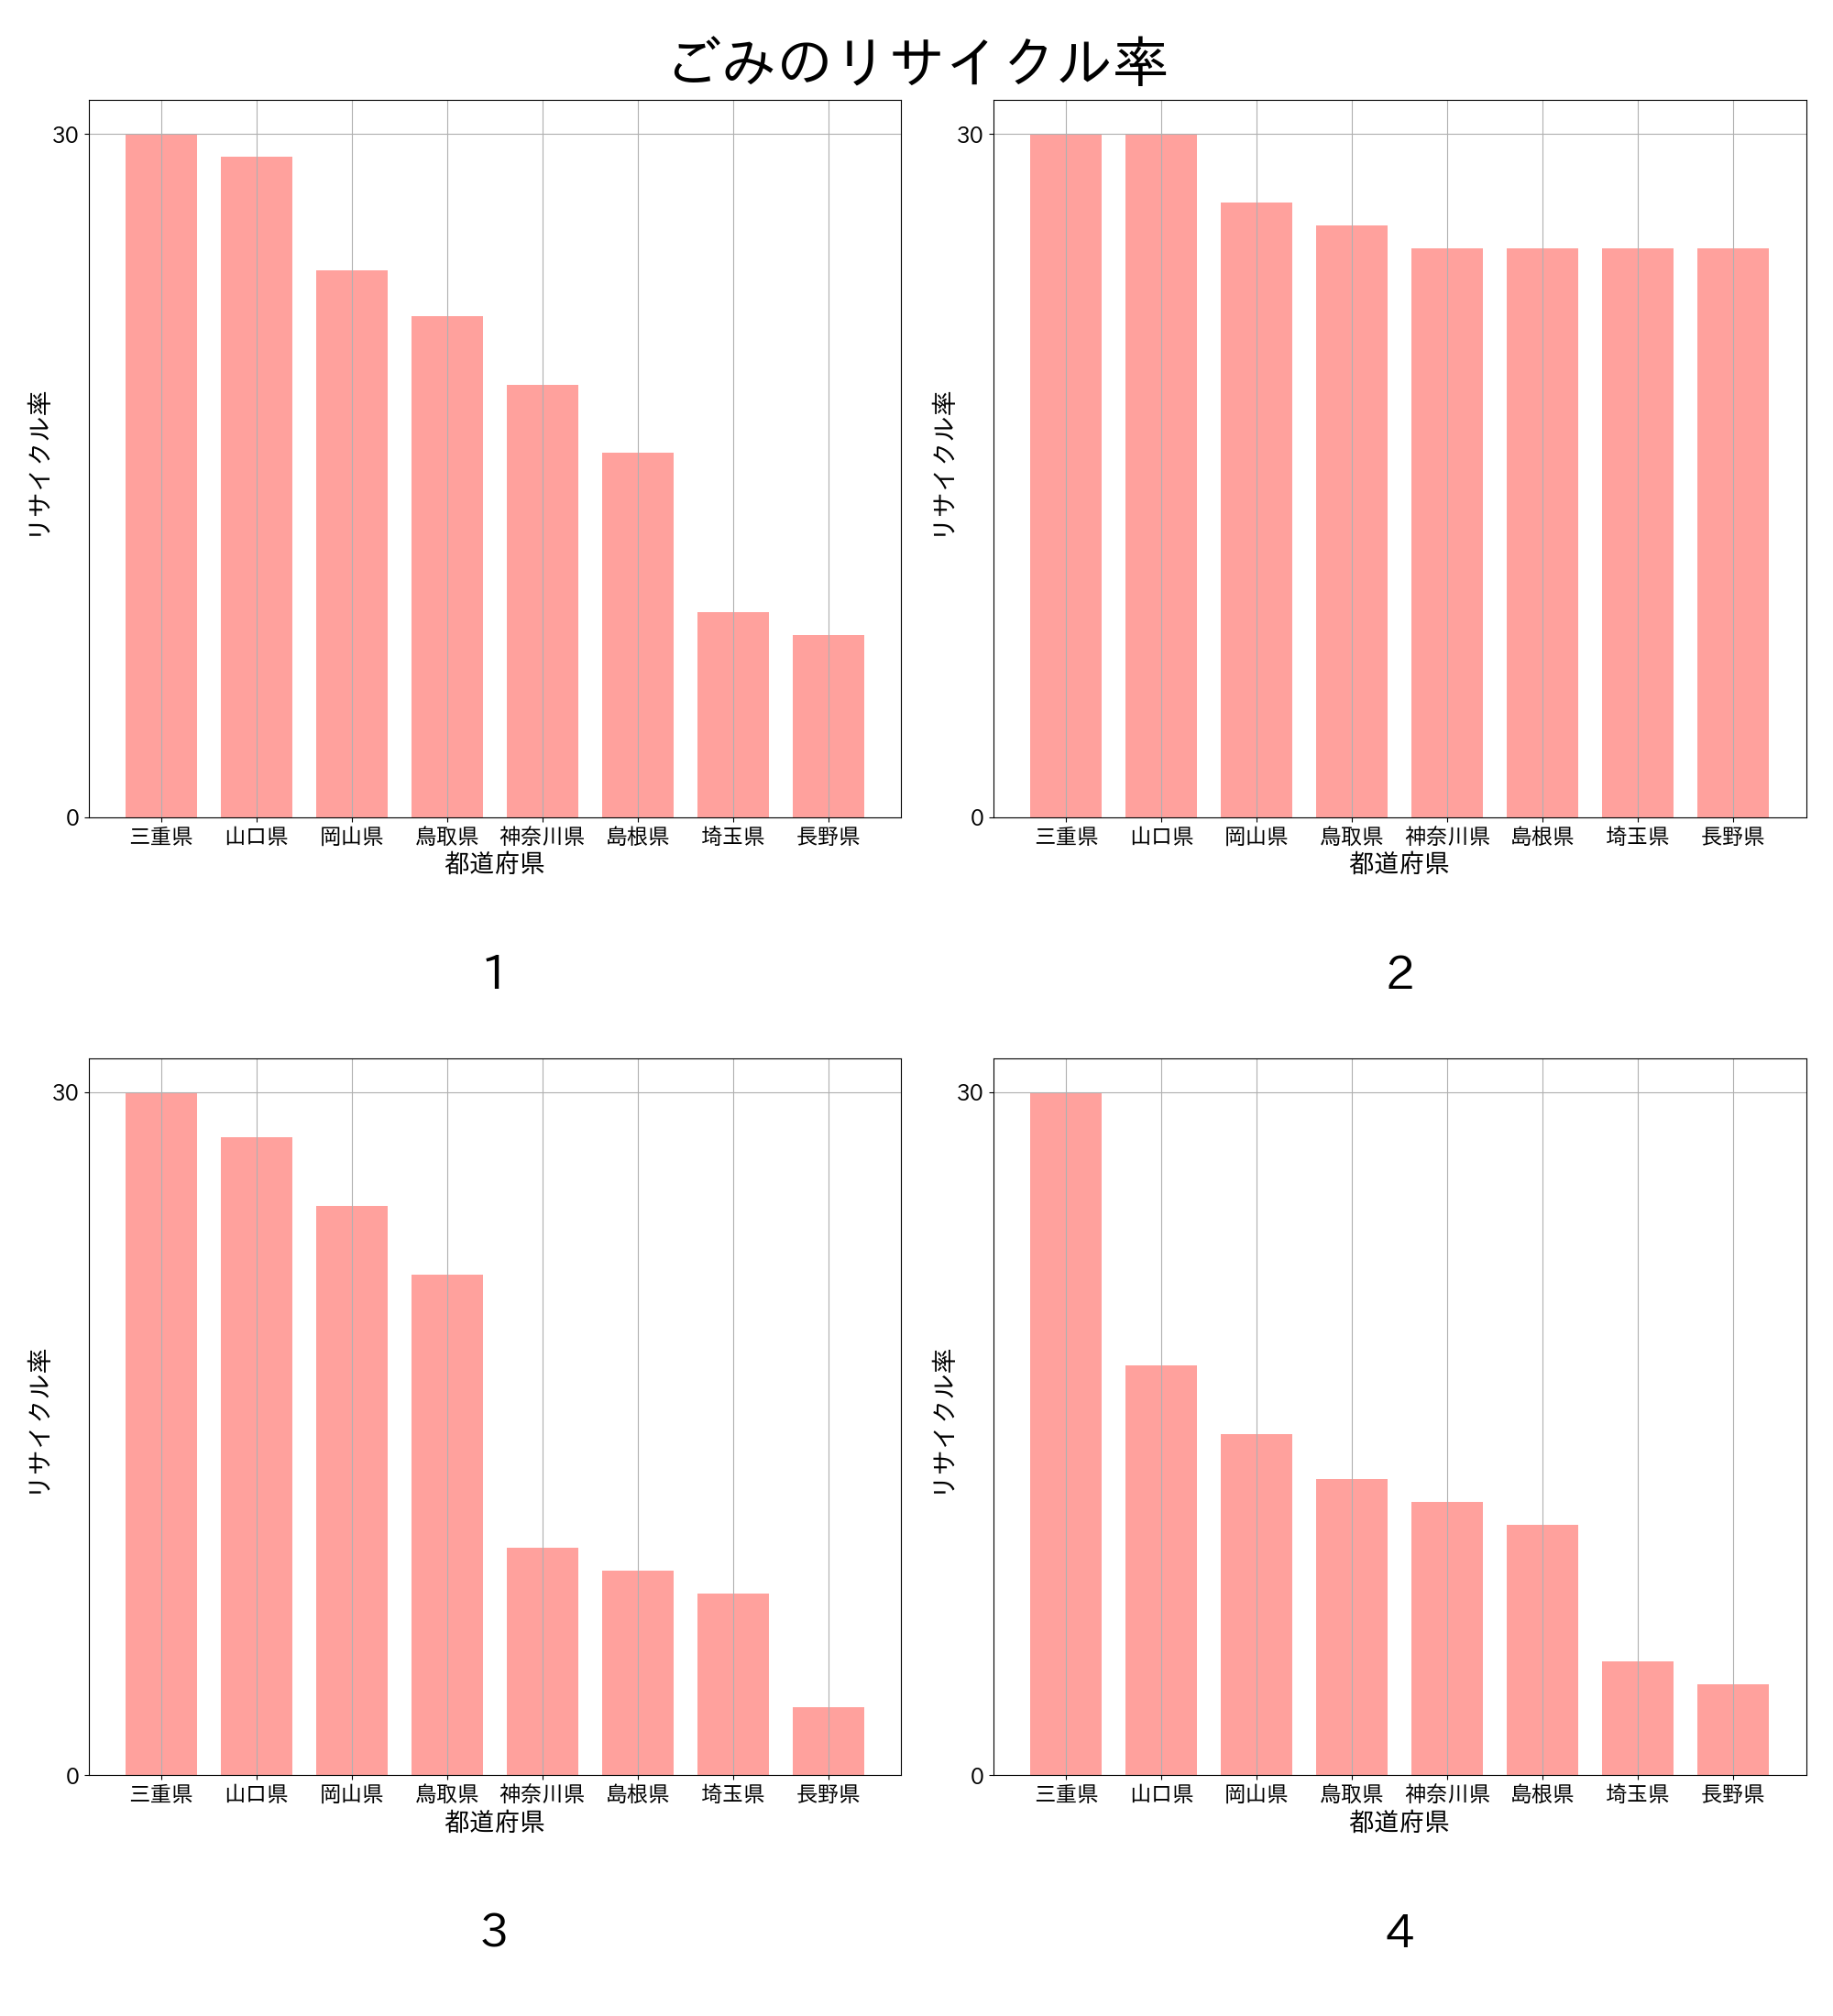 ごみのリサイクル率
30
0
リサイクル率
三重県 山口県 岡山県 鳥取県 神奈川県 島根県 埼玉県 長野県
都道府県
1
30
0
リサイクル率
三重県 山口県 岡山県 鳥取県 神奈川県 島根県 埼玉県 長野県
都道府県
2
30
0
リサイクル率
三重県 山口県 岡山県 鳥取県 神奈川県 島根県 埼玉県 長野県
都道府県
3
30
0
リサイクル率
三重県 山口県 岡山県 鳥取県 神奈川県 島根県 埼玉県 長野県
都道府県
4